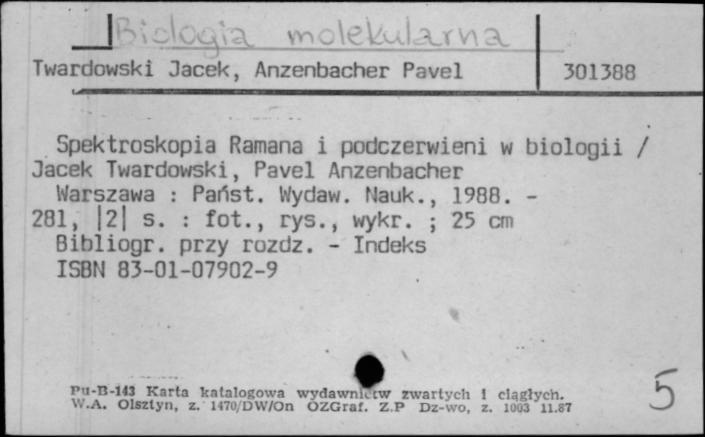 Biologia molekularna
Twardowski Jacek, Anzenbacher Pavel 301388
Spektroskopia Ramana i podczerwieni w biologii /
Jacek Twardowski, Pavel Anzenbacher
Warszawa : Państ. Wydaw. Nauk., 1988. -
281, |2| s. : fot., rys., wykr. ; 25 cm
Bibliogr. przy rozdz. - Indeks
ISBN 83-01-07902-9
Pu-B-143 Karta katalogowa wydawnictw zwartych i ciągłych.
W.A. Olsztyn, z. 1470/DW/On OZGraf. Z.P Dz-wo, z. 1003 11.87
5